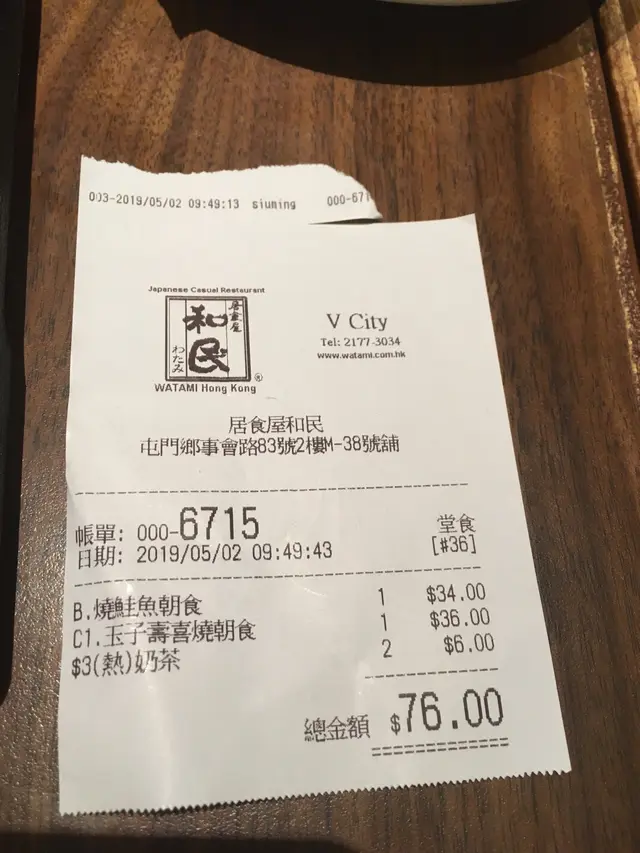 003-2019/05/02 09:49:13 siuming 000-671
Japanese Casual Restaurant
居食屋
和民
わたみ
®
WATAMI Hong Kong
V City
Tel: 2177-3034
www.watami.com.hk
居食屋和民
屯門鄉事會路83號2樓M-38號舖
帳單: 000-6715 堂食
日期: 2019/05/02 09:49:43 [#36]
B.燒鮭魚朝食 1 $34.00
C1.玉子壽喜燒朝食 1 $36.00
$3(熱)奶茶 2 $6.00
總金額 $76.00